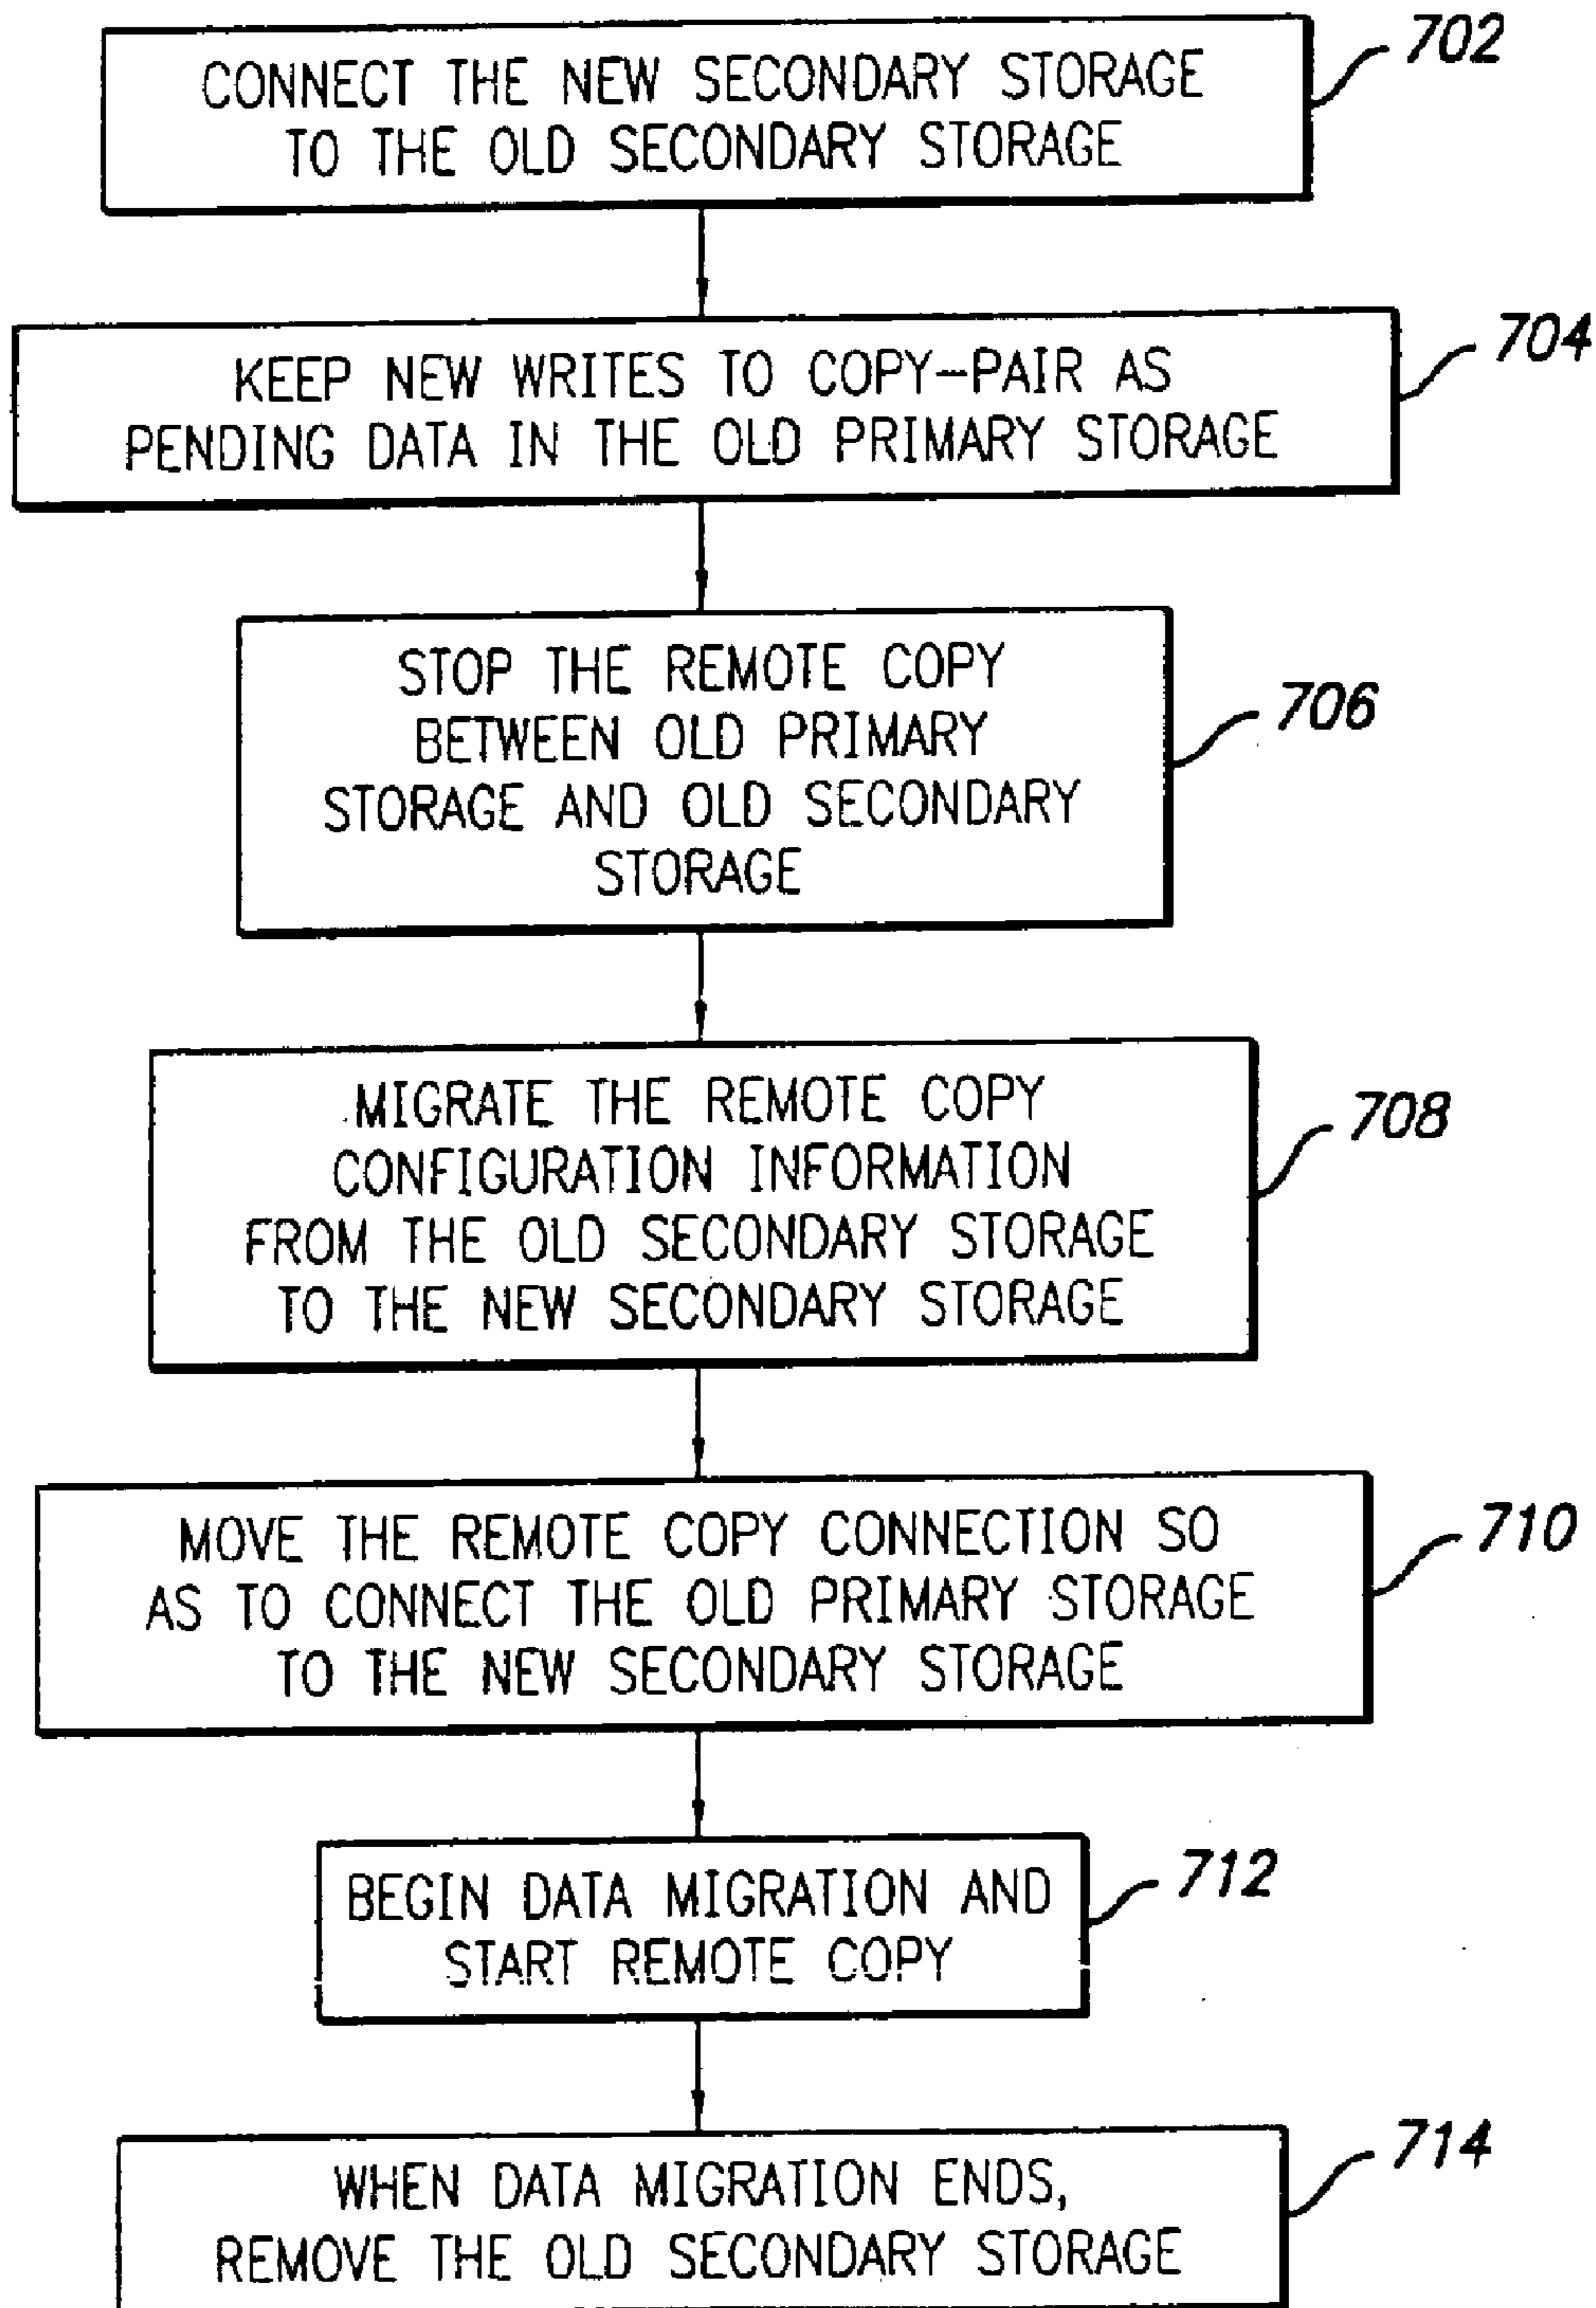 702
CONNECT THE NEW SECONDARY STORAGE
TO THE OLD SECONDARY STORAGE
704
KEEP NEW WRITES TO COPY-PAIR AS
PENDING DATA IN THE OLD PRIMARY STORAGE
706
STOP THE REMOTE COPY
BETWEEN OLD PRIMARY
STORAGE AND OLD SECONDARY
STORAGE
708
MIGRATE THE REMOTE COPY
CONFIGURATION INFORMATION
FROM THE OLD SECONDARY STORAGE
TO THE NEW SECONDARY STORAGE
710
MOVE THE REMOTE COPY CONNECTION SO
AS TO CONNECT THE OLD PRIMARY STORAGE
TO THE NEW SECONDARY STORAGE
712
BEGIN DATA MIGRATION AND
START REMOTE COPY
714
WHEN DATA MIGRATION ENDS,
REMOVE THE OLD SECONDARY STORAGE